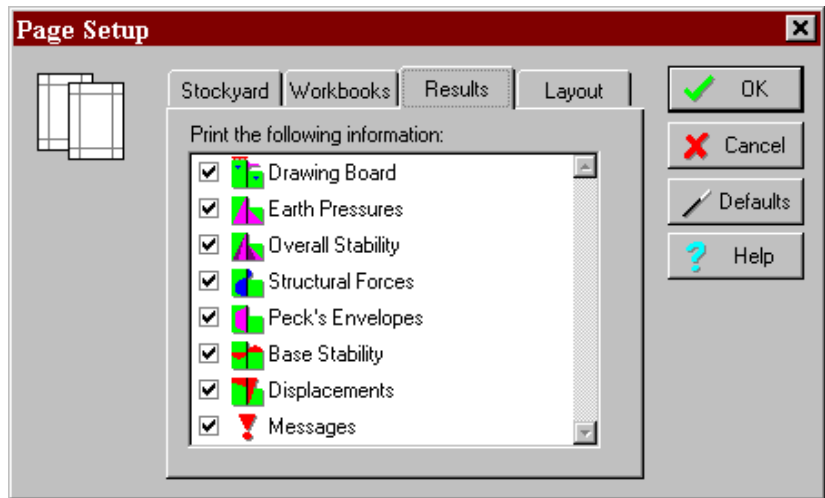 Page Setup
Stockyard Workbooks Results Layout
Print the following information:
Drawing Board
Earth Pressures
Overall Stability
Structural Forces
Peck's Envelopes
Base Stability
Displacements
Messages
OK
Cancel
Defaults
Help